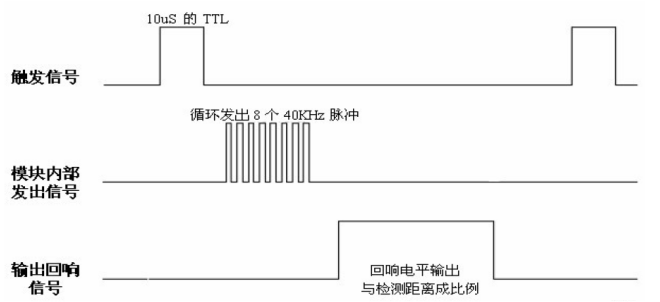 10uS 的 TTL
触发信号
循环发出 8 个 40KHz 脉冲
模块内部
发出信号
回响电平输出
与检测距离成比例
输出回响
信号